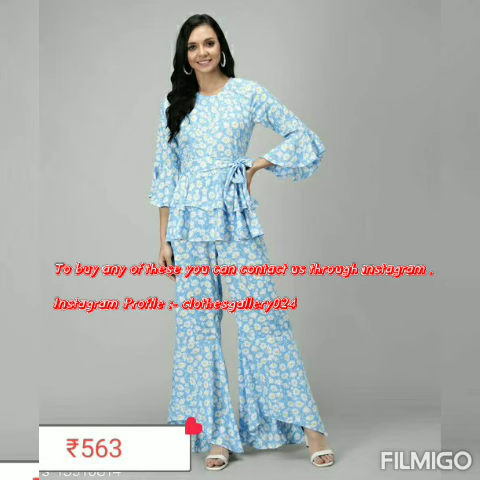 To buy any of these you can contact us through instagram .
Instagram Profile :- clothesgallery024
₹563
FILMIGO